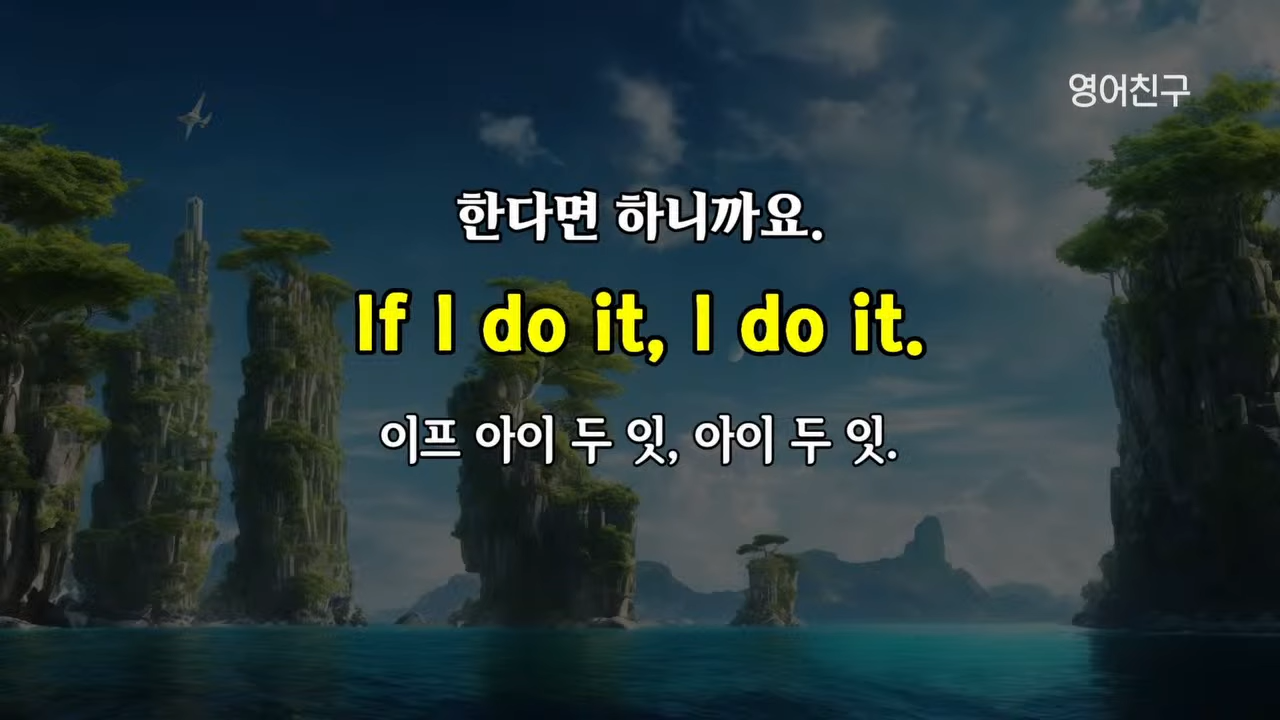 영어친구
한다면 하니까요.
If I do it, I do it.
이프 아이 두 잇, 아이 두 잇.